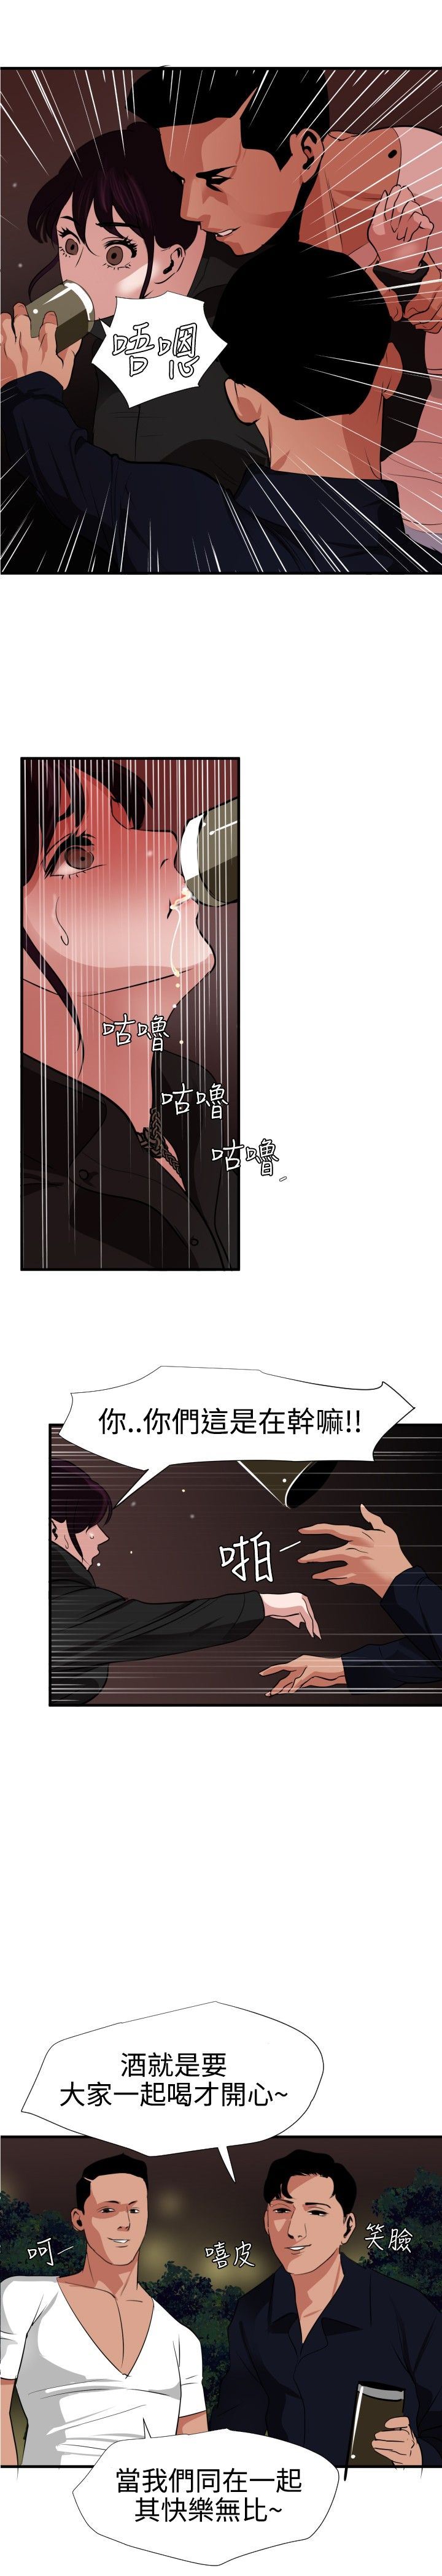 唔嗯
咕嚕
咕嚕
咕嚕
你..你們這是在幹嘛!!
啪—
酒就是要
大家一起喝才開心~
呵—
嘻皮
笑臉
當我們同在一起
其快樂無比~